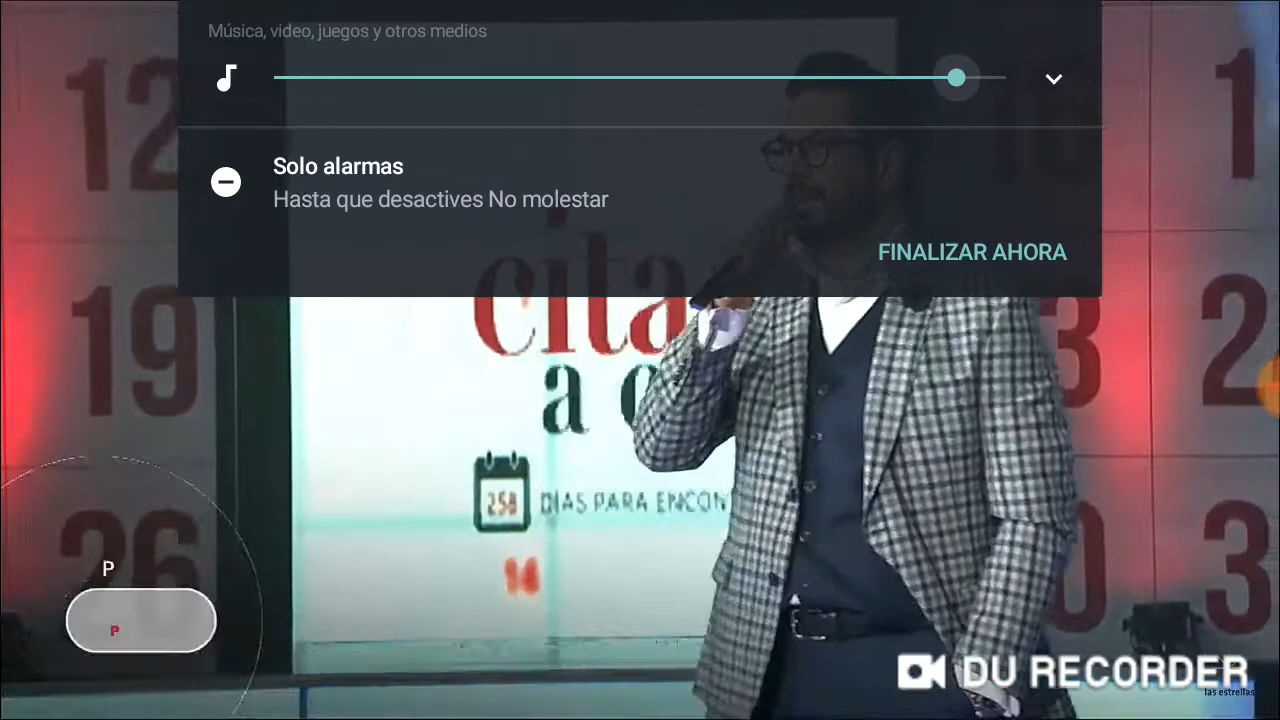 Música, video, juegos y otros medios
Solo alarmas
Hasta que desactives No molestar
FINALIZAR AHORA
12
1
19
2
26
3
cita
a
258
DÍAS PARA ENCON
14
P
P
DU RECORDER
las estrellas